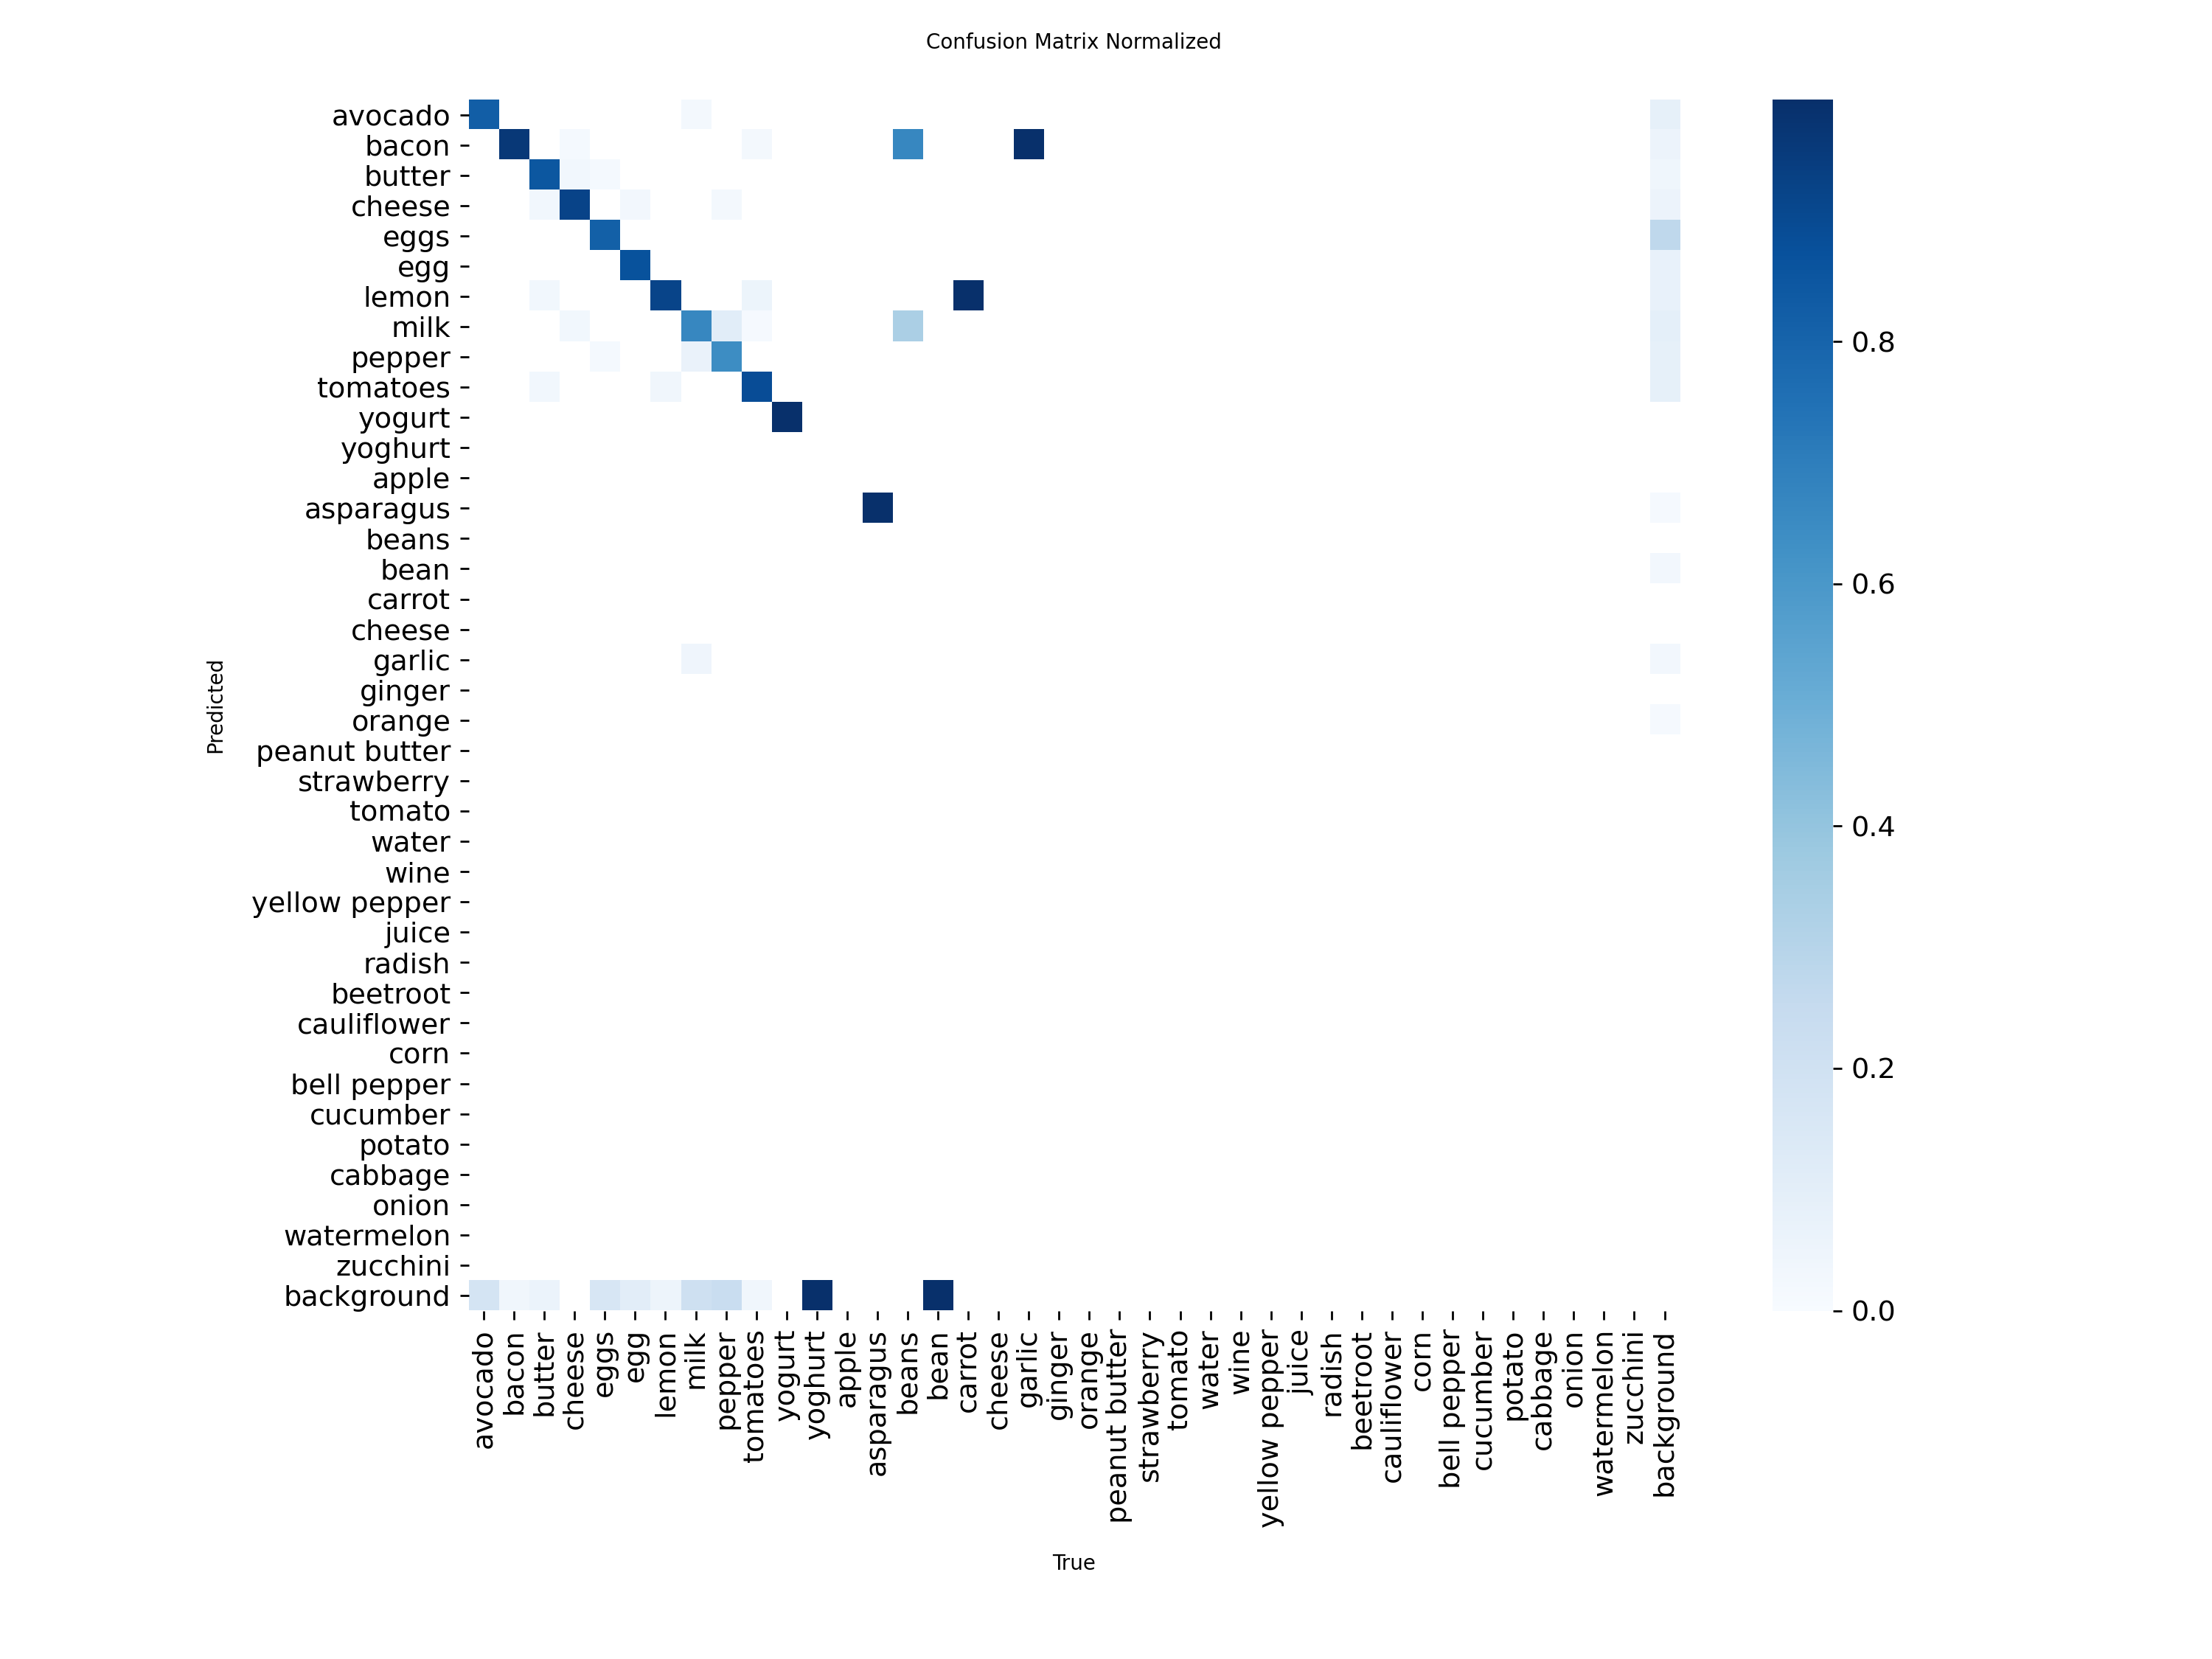 Confusion Matrix Normalized
avocado
bacon
butter
cheese
eggs
egg
lemon
milk
pepper
tomatoes
yogurt
yoghurt
apple
asparagus
beans
bean
carrot
cheese
garlic
ginger
orange
peanut butter
strawberry
tomato
water
wine
yellow pepper
juice
radish
beetroot
cauliflower
corn
bell pepper
cucumber
potato
cabbage
onion
watermelon
zucchini
background
Predicted
avocado
bacon
butter
cheese
eggs
egg
lemon
milk
pepper
tomatoes
yogurt
yoghurt
apple
asparagus
beans
bean
carrot
cheese
garlic
ginger
orange
peanut butter
strawberry
tomato
water
wine
yellow pepper
juice
radish
beetroot
cauliflower
corn
bell pepper
cucumber
potato
cabbage
onion
watermelon
zucchini
background
True
0.8
0.6
0.4
0.2
0.0